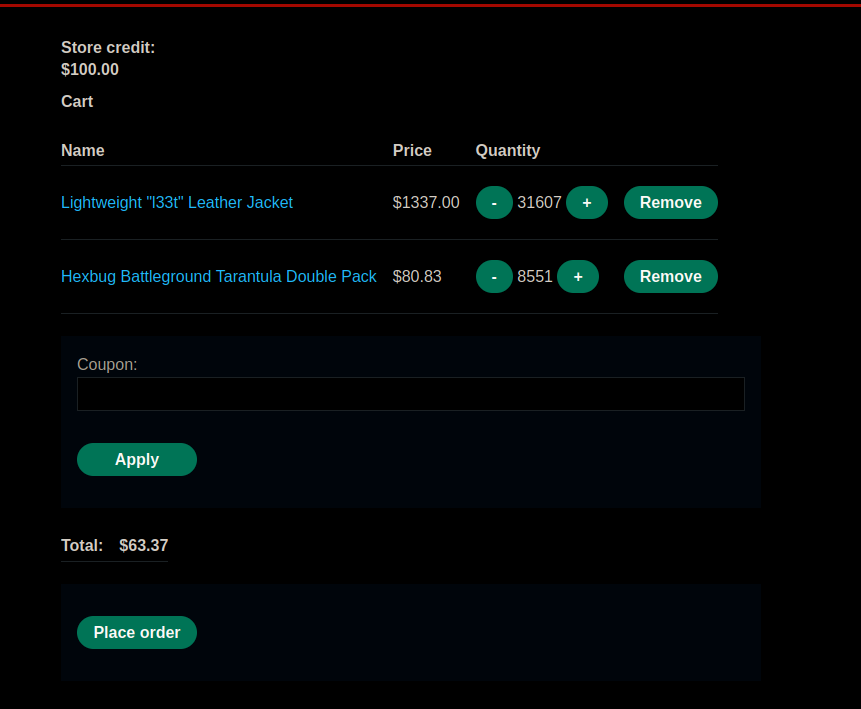 Store credit:
$100.00
Cart
Name Price Quantity
Lightweight "l33t" Leather Jacket $1337.00 - 31607 + Remove
Hexbug Battleground Tarantula Double Pack $80.83 - 8551 + Remove
Coupon:
Apply
Total: $63.37
Place order